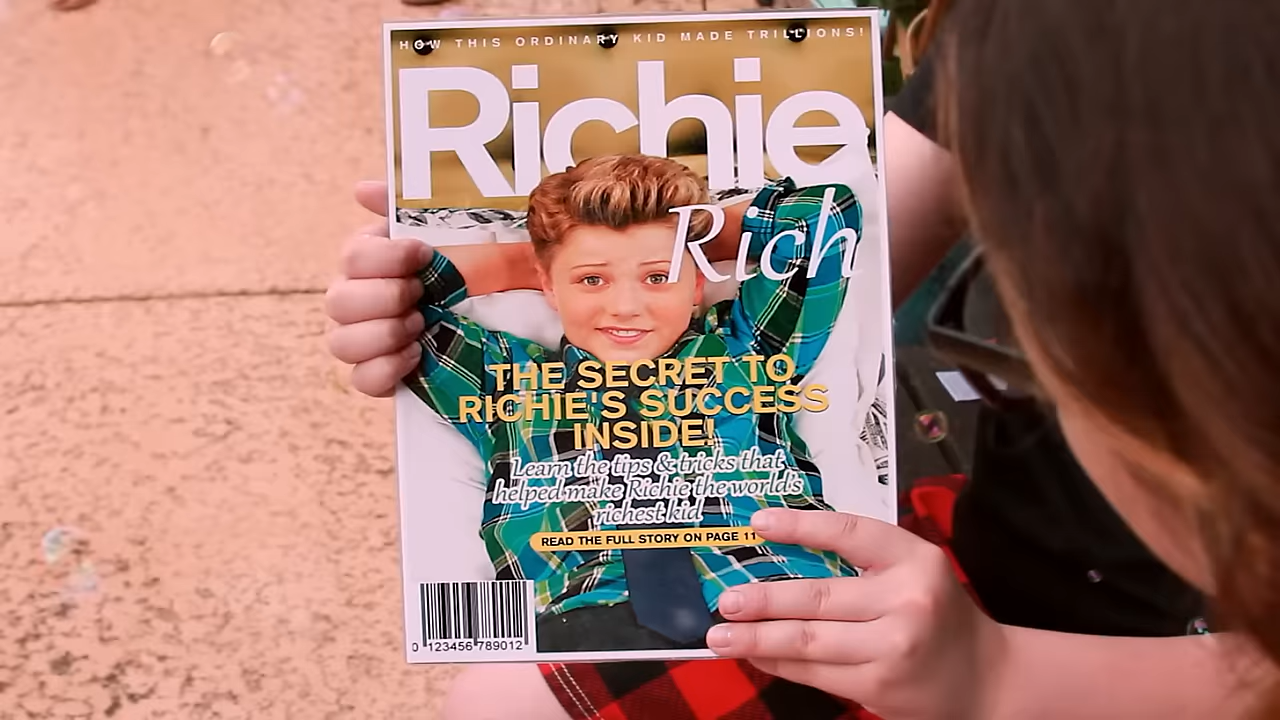 HOW THIS ORDINARY KID MADE TRILLIONS!
Richie
Rich
THE SECRET TO
RICHIE'S SUCCESS
INSIDE!
Learn the tips & tricks that
helped make Richie the world's
richest kid
READ THE FULL STORY ON PAGE 11
0 123456 789012